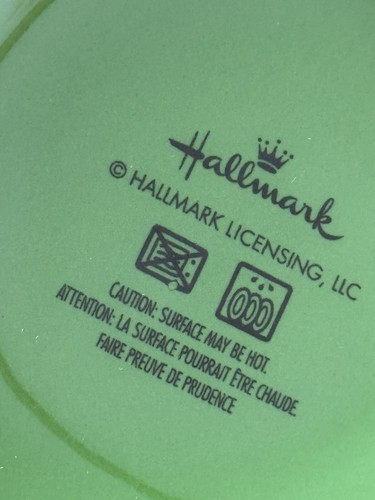 Hallmark
© HALLMARK LICENSING, LLC
CAUTION: SURFACE MAY BE HOT.
ATTENTION: LA SURFACE POURRAIT ÊTRE CHAUDE.
FAIRE PREUVE DE PRUDENCE